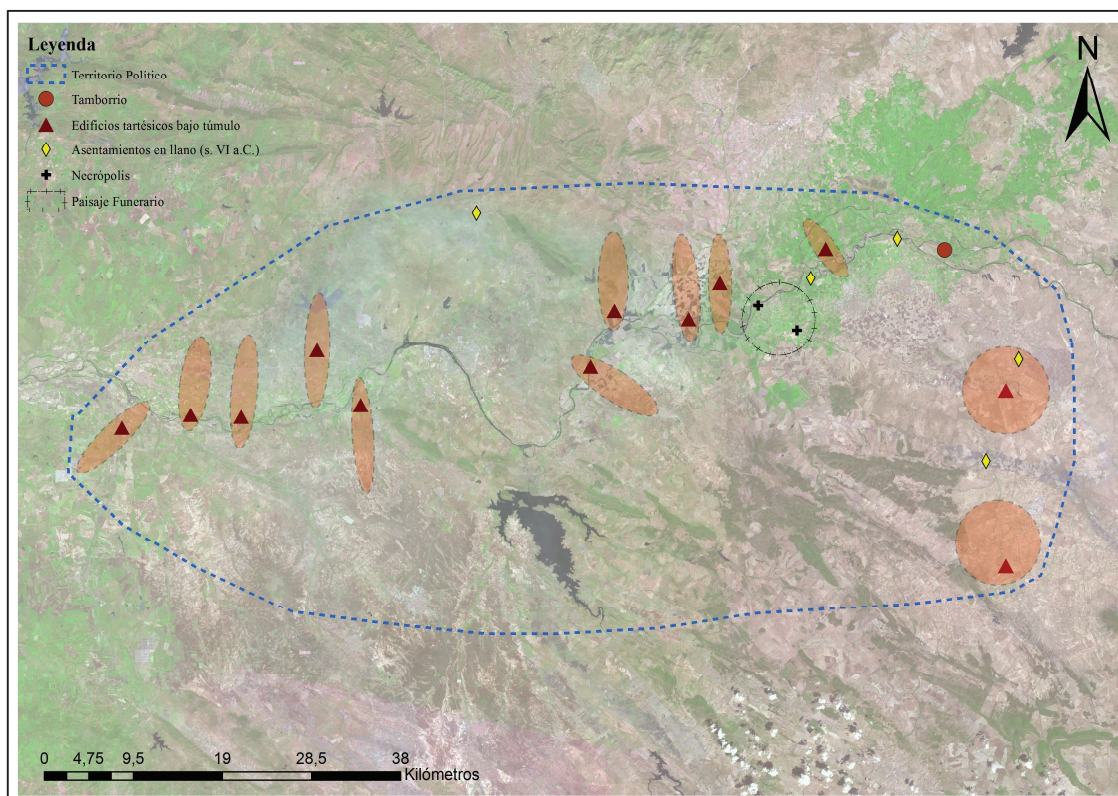 Leyenda
Territorio Político
Tamborrio
Edificios tartésicos bajo túmulo
Asentamientos en llano (s. VI a.C.)
Necrópolis
Paisaje Funerario
N
0 4,75 9,5 19 28,5 38
Kilómetros